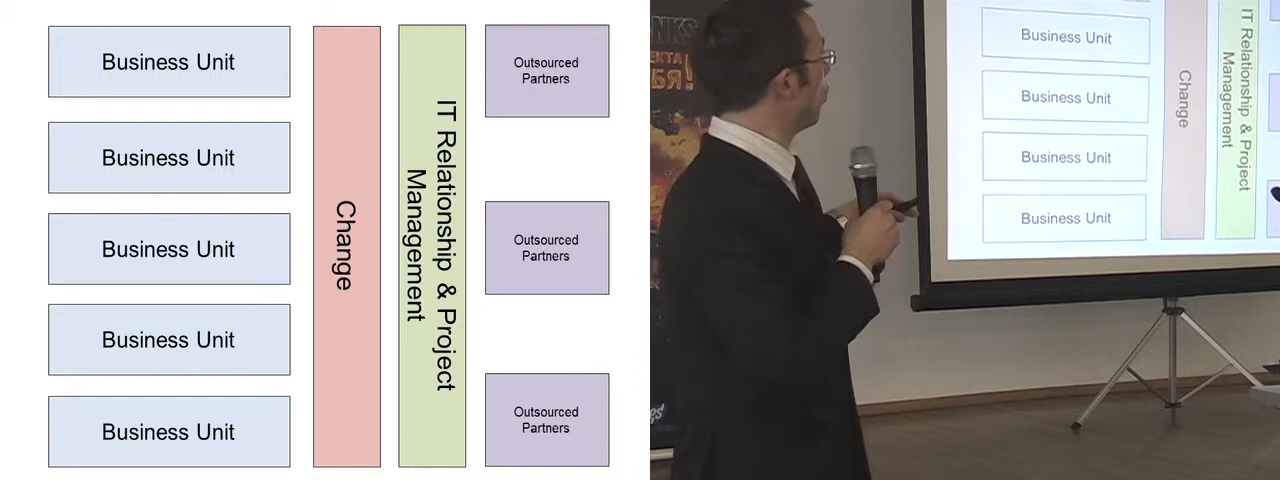 Business Unit
Business Unit
Business Unit
Business Unit
Business Unit
Change
IT Relationship & Project
Management
Outsourced
Partners
Outsourced
Partners
Outsourced
Partners
Business Unit
Business Unit
Business Unit
Business Unit
Change
IT Relationship & Project
Management